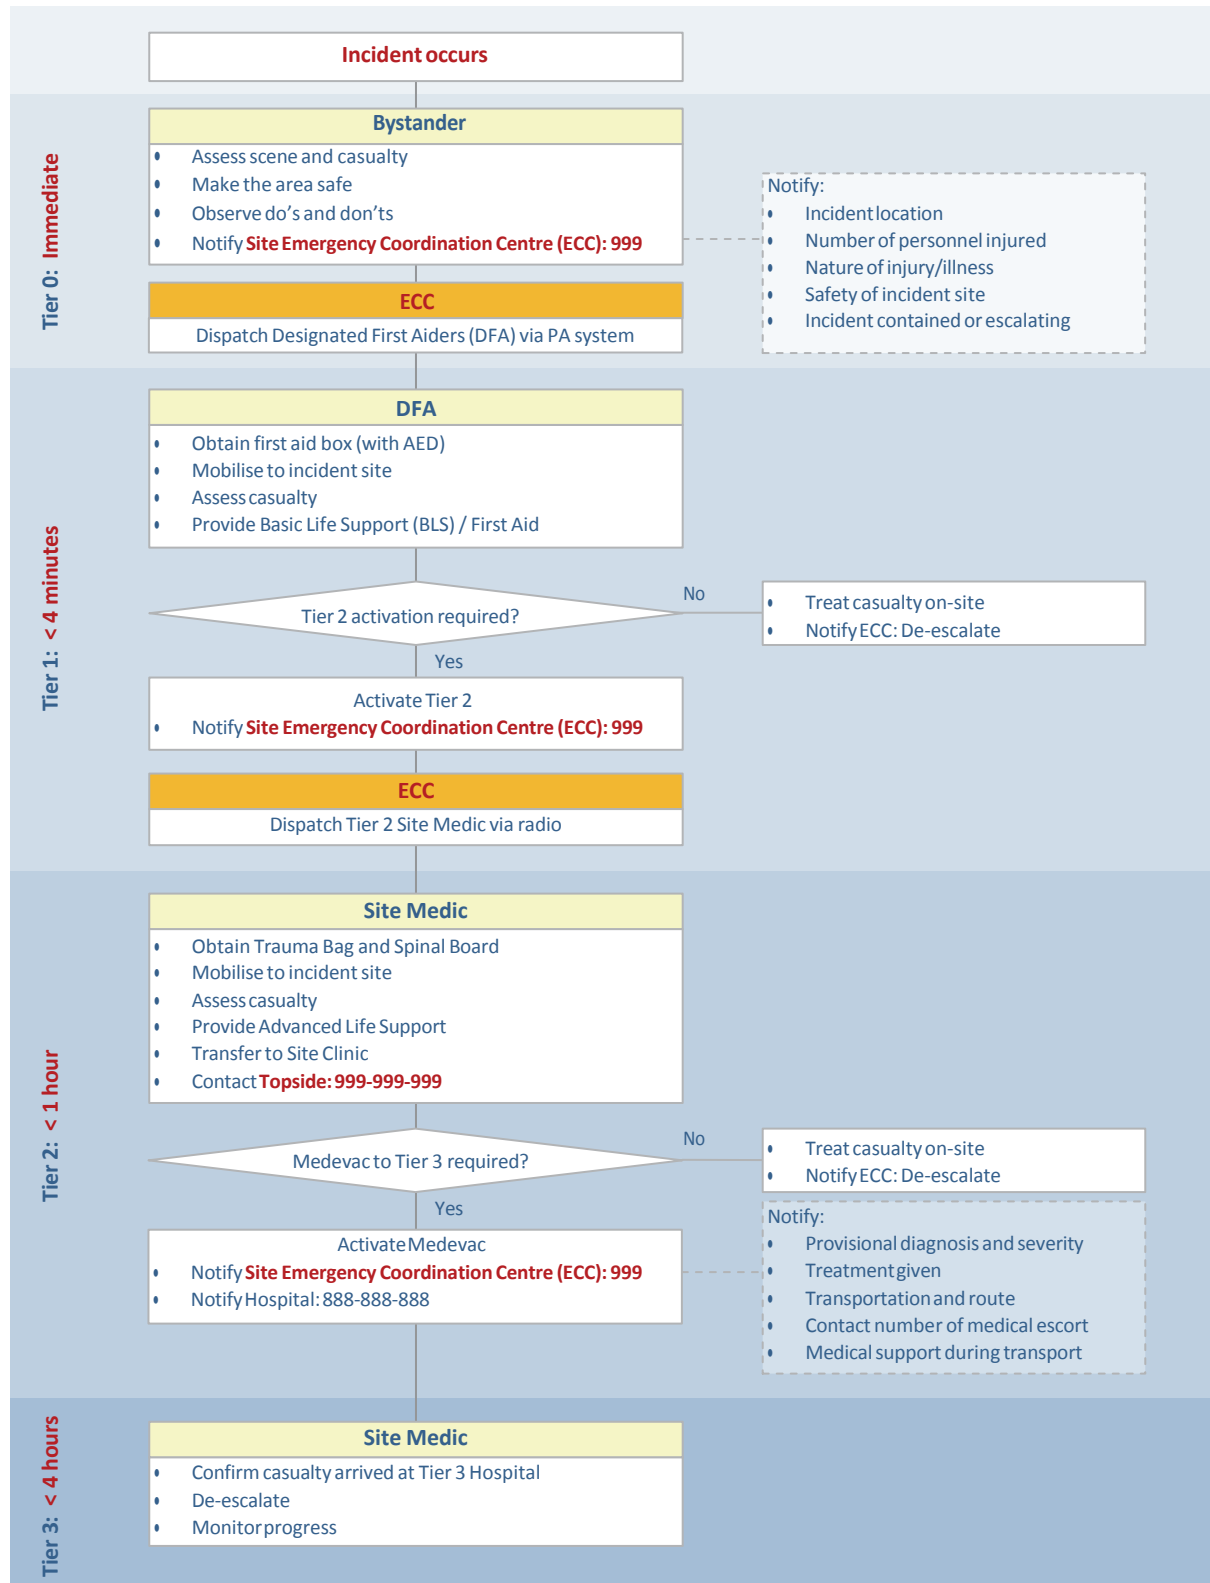 Incident occurs
Tier 0: Immediate
Bystander
• Assess scene and casualty
• Make the area safe
• Observe do's and don'ts
• Notify Site Emergency Coordination Centre (ECC): 999
Notify:
• Incident location
• Number of personnel injured
• Nature of injury/illness
• Safety of incident site
• Incident contained or escalating
ECC
Dispatch Designated First Aiders (DFA) via PA system
Tier 1: < 4 minutes
DFA
• Obtain first aid box (with AED)
• Mobilise to incident site
• Assess casualty
• Provide Basic Life Support (BLS) / First Aid
Tier 2 activation required?
No
• Treat casualty on-site
• Notify ECC: De-escalate
Yes
Activate Tier 2
• Notify Site Emergency Coordination Centre (ECC): 999
ECC
Dispatch Tier 2 Site Medic via radio
Tier 2: < 1 hour
Site Medic
• Obtain Trauma Bag and Spinal Board
• Mobilise to incident site
• Assess casualty
• Provide Advanced Life Support
• Transfer to Site Clinic
• Contact Topside: 999-999-999
Medevac to Tier 3 required?
No
• Treat casualty on-site
• Notify ECC: De-escalate
Yes
Activate Medevac
• Notify Site Emergency Coordination Centre (ECC): 999
• Notify Hospital: 888-888-888
Notify:
• Provisional diagnosis and severity
• Treatment given
• Transportation and route
• Contact number of medical escort
• Medical support during transport
Tier 3: < 4 hours
Site Medic
• Confirm casualty arrived at Tier 3 Hospital
• De-escalate
• Monitor progress